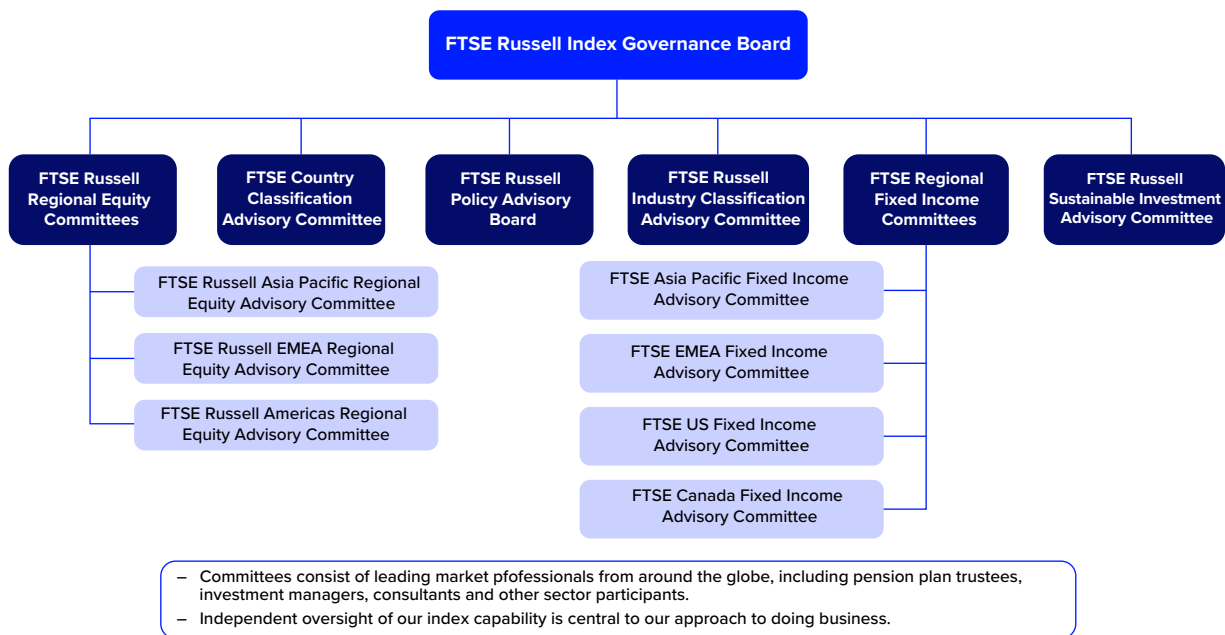 FTSE Russell Index Governance Board
FTSE Russell
Regional Equity
Committees
FTSE Country
Classification
Advisory Committee
FTSE Russell
Policy Advisory
Board
FTSE Russell
Industry Classification
Advisory Committee
FTSE Regional
Fixed Income
Committees
FTSE Russell
Sustainable Investment
Advisory Committee
FTSE Russell Asia Pacific Regional
Equity Advisory Committee
FTSE Russell EMEA Regional
Equity Advisory Committee
FTSE Russell Americas Regional
Equity Advisory Committee
FTSE Asia Pacific Fixed Income
Advisory Committee
FTSE EMEA Fixed Income
Advisory Committee
FTSE US Fixed Income
Advisory Committee
FTSE Canada Fixed Income
Advisory Committee
– Committees consist of leading market pfofessionals from around the globe, including pension plan trustees,
investment managers, consultants and other sector participants.
– Independent oversight of our index capability is central to our approach to doing business.